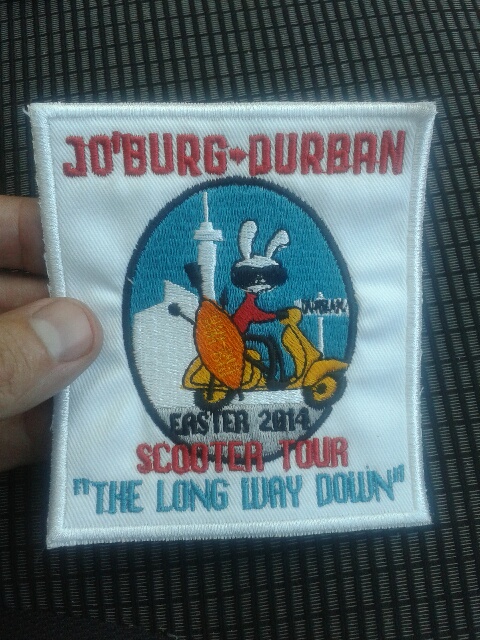 JO'BURG-DURBAN
DURBAN
EASTER 2014
SCOOTER TOUR
"THE LONG WAY DOWN"